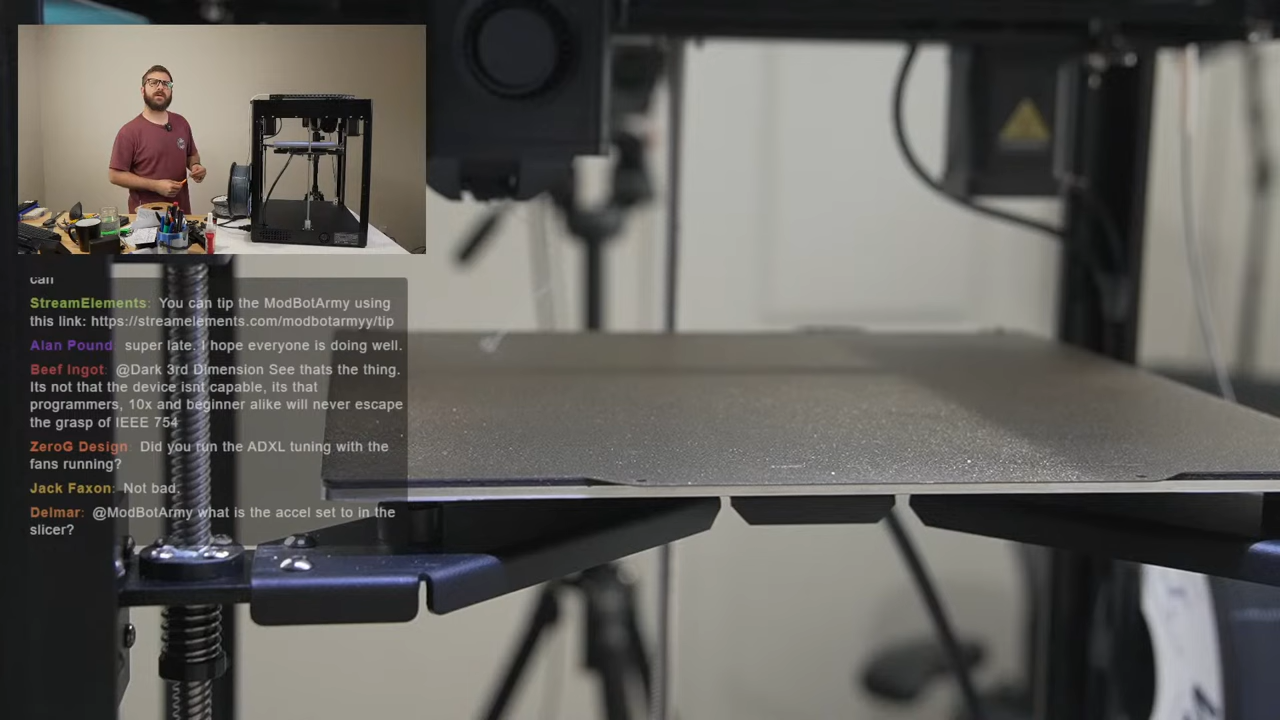 can
StreamElements: You can tip the ModBotArmy using
this link: https://streamelements.com/modbotarmyy/tip
Alan Pound: super late. I hope everyone is doing well.
Beef Ingot: @Dark 3rd Dimension See thats the thing.
Its not that the device isnt capable, its that
programmers, 10x and beginner alike will never escape
the grasp of IEEE 754
ZeroG Design: Did you run the ADXL tuning with the
fans running?
Jack Faxon: Not bad.
Delmar: @ModBotArmy what is the accel set to in the
slicer?